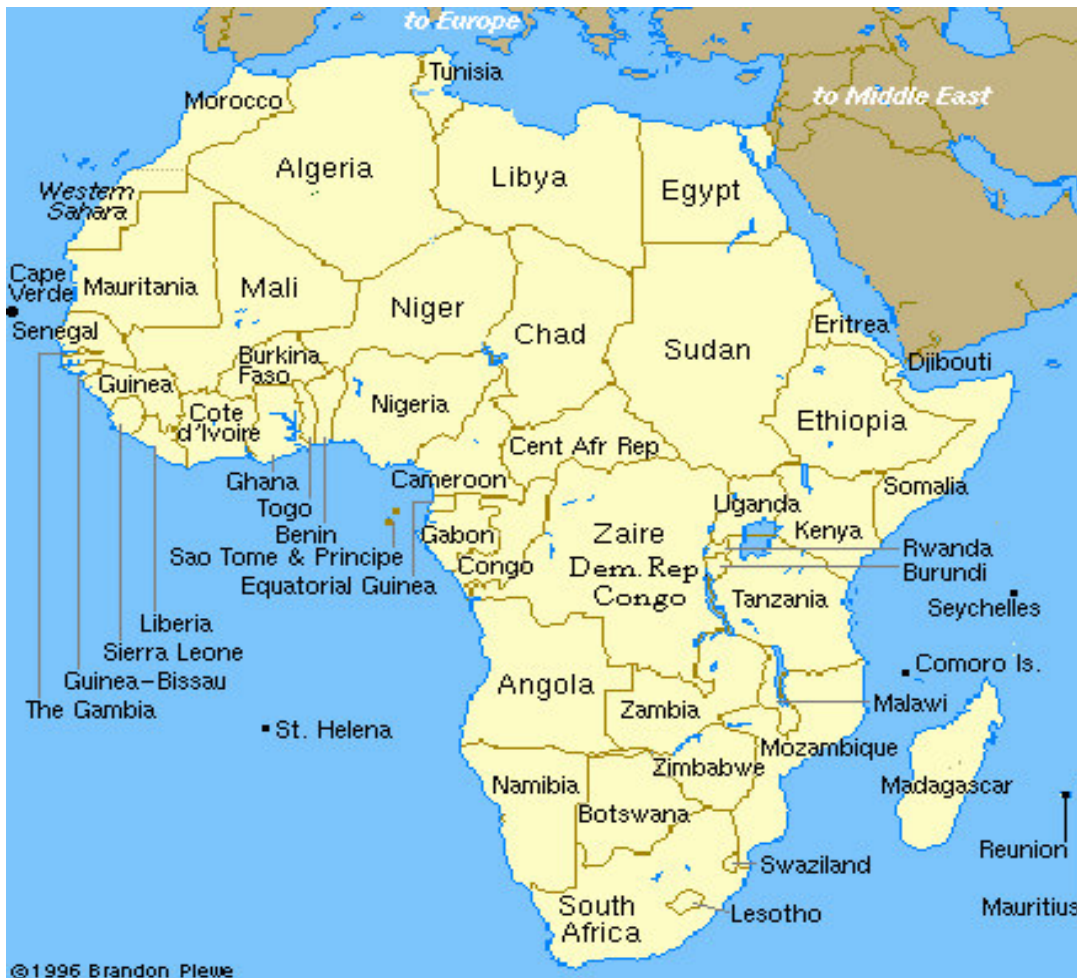 to Europe
Tunisia
to Middle East
Morocco
Algeria
Libya
Egypt
Western
Sahara
Cape
Verde
Mauritania
Mali
Niger
Chad
Sudan
Eritrea
Senegal
Djibouti
Burkina
Faso
Guinea
Nigeria
Cote
d'Ivoire
Ethiopia
Cent Afr Rep
Ghana
Cameroon
Somalia
Togo
Uganda
Benin
Gabon
Zaire
Kenya
Sao Tome & Principe
Congo
Rwanda
Equatorial Guinea
Dem. Rep
Congo
Burundi
Tanzania
Seychelles
Liberia
Sierra Leone
Guinea-Bissau
Comoro Is.
The Gambia
Angola
Malawi
Zambia
St. Helena
Mozambique
Zimbabwe
Namibia
Madagascar
Botswana
Reunion
Swaziland
South
Africa
Lesotho
Mauritius
©1996 Brandon Plewe